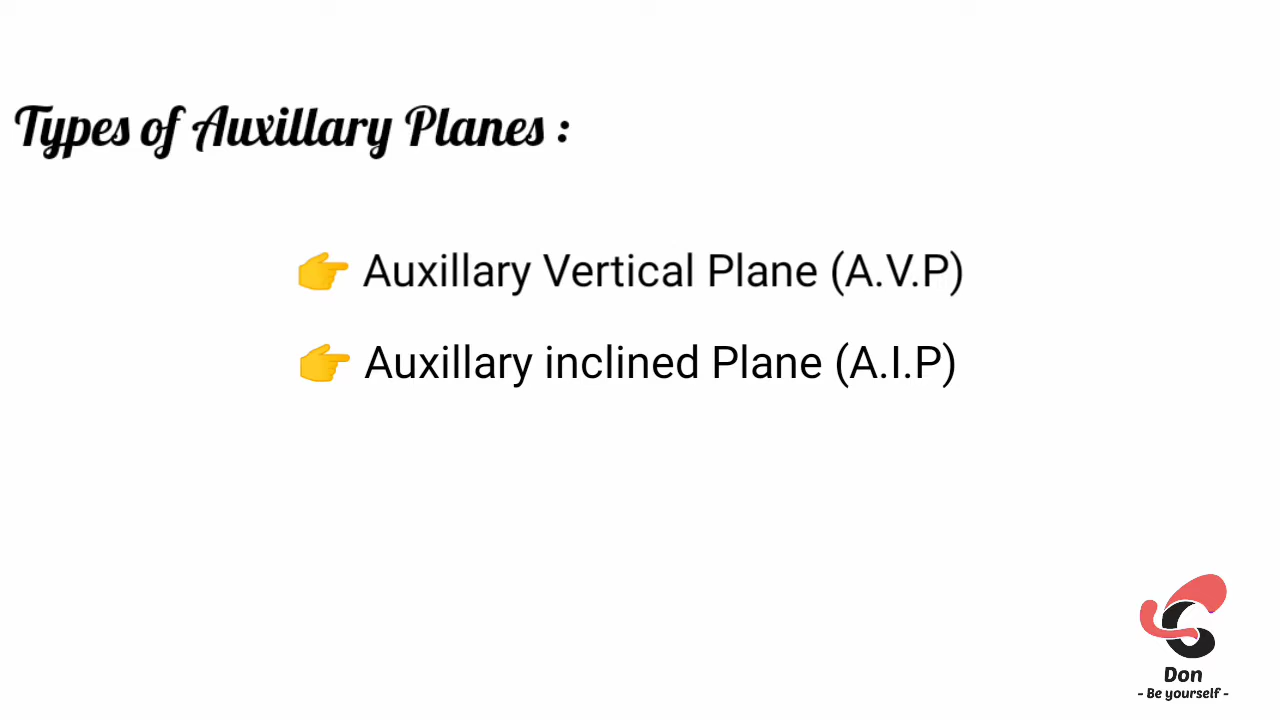 Types of Auxillary Planes :
👉 Auxillary Vertical Plane (A.V.P)
👉 Auxillary inclined Plane (A.I.P)
Don
- Be yourself -